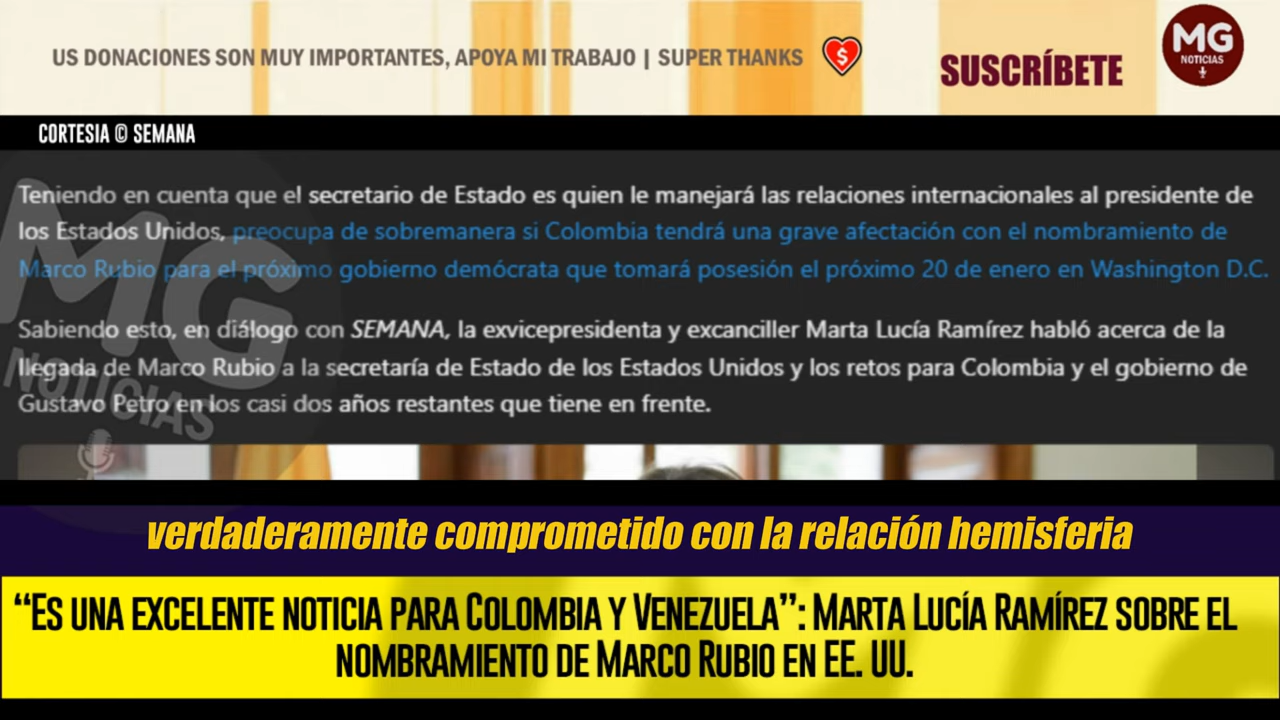 US DONACIONES SON MUY IMPORTANTES, APOYA MI TRABAJO | SUPER THANKS
$
SUSCRÍBETE
MG
NOTICIAS
CORTESIA © SEMANA
Teniendo en cuenta que el secretario de Estado es quien le manejará las relaciones internacionales al presidente de
los Estados Unidos, preocupa de sobremanera si Colombia tendrá una grave afectación con el nombramiento de
Marco Rubio para el próximo gobierno demócrata que tomará posesión el próximo 20 de enero en Washington D.C.
Sabiendo esto, en diálogo con SEMANA, la exvicepresidenta y excanciller Marta Lucía Ramírez habló acerca de la
llegada de Marco Rubio a la secretaría de Estado de los Estados Unidos y los retos para Colombia y el gobierno de
Gustavo Petro en los casi dos años restantes que tiene en frente.
MG
NOTICIAS
verdaderamente comprometido con la relación hemisferia
“ES UNA EXCELENTE NOTICIA PARA COLOMBIA Y VENEZUELA”: MARTA LUCÍA RAMÍREZ SOBRE EL
NOMBRAMIENTO DE MARCO RUBIO EN EE. UU.